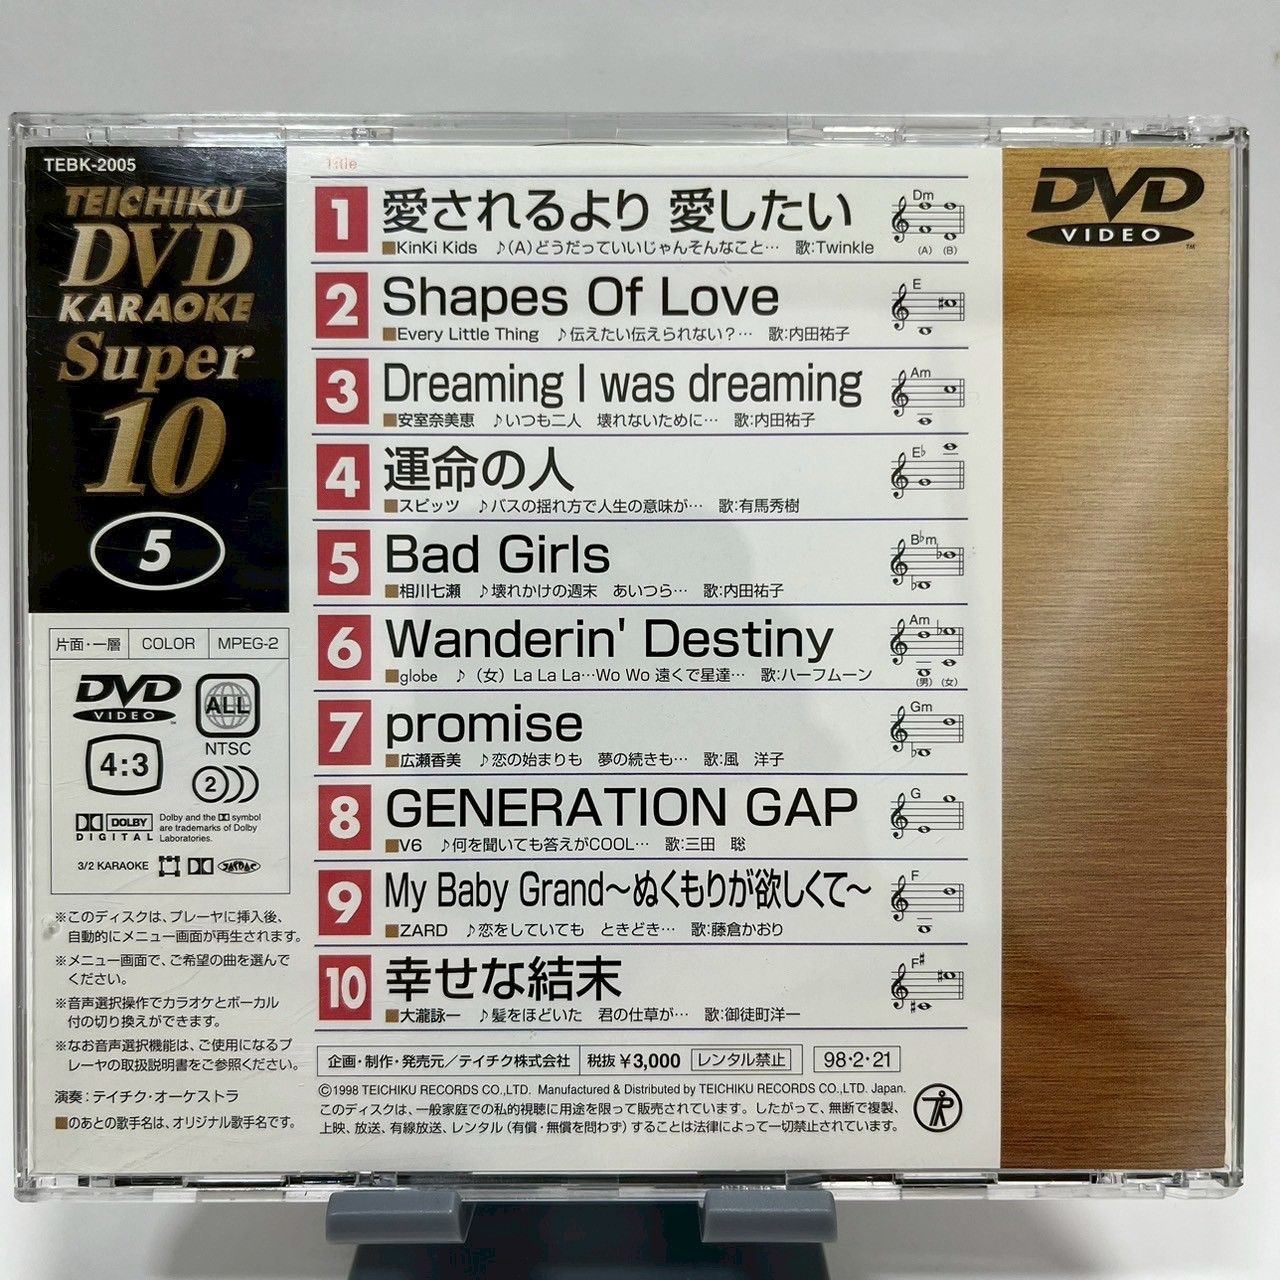 TEBK-2005
TEICHIKU
DVD
KARAOKE
Super
10
5
片面・一層 COLOR MPEG-2
DVD
VIDEO
ALL
NTSC
4:3
2
DOLBY
DIGITAL
Dolby and the DD symbol
are trademarks of Dolby
Laboratories.
3/2 KARAOKE
※このディスクは、プレーヤに挿入後、
自動的にメニュー画面が再生されます。
※メニュー画面で、ご希望の曲を選んで
ください。
※音声選択操作でカラオケとボーカル
付の切り換えができます。
※なお音声選択機能は、ご使用になるプ
レーヤの取扱説明書をご参照ください。
演奏：テイチク・オーケストラ
■のあとの歌手名は、オリジナル歌手名です。
Title
1 愛されるより 愛したい
■KinKi Kids ♪(A)どうだっていいじゃんそんなこと… 歌:Twinkle
Dm
(A) (B)
2 Shapes Of Love
■Every Little Thing ♪伝えたい伝えられない？… 歌:内田祐子
E
3 Dreaming I was dreaming
■安室奈美恵 ♪いつも二人 壊れないために… 歌:内田祐子
Am
4 運命の人
■スピッツ ♪バスの揺れ方で人生の意味が… 歌:有馬秀樹
E♭
5 Bad Girls
■相川七瀬 ♪壊れかけの週末 あいつら… 歌:内田祐子
B♭m
6 Wanderin' Destiny
■globe ♪（女）La La La…Wo Wo 遠くで星達… 歌:ハーフムーン
Am
(男) (女)
7 promise
■広瀬香美 ♪恋の始まりも 夢の続きも… 歌:風 洋子
Gm
8 GENERATION GAP
■V6 ♪何を聞いても答えがCOOL… 歌:三田 聡
G
9 My Baby Grand～ぬくもりが欲しくて～
■ZARD ♪恋をしていても ときどき… 歌:藤倉かおり
F
10 幸せな結末
■大瀧詠一 ♪髪をほどいた 君の仕草が… 歌:御徒町洋一
F#
企画・制作・発売元／テイチク株式会社 税抜￥3,000 レンタル禁止 98・2・21
©1998 TEICHIKU RECORDS CO.,LTD. Manufactured & Distributed by TEICHIKU RECORDS CO.,LTD. Japan.
このディスクは、一般家庭での私的視聴に用途を限って販売されています。したがって、無断で複製、
上映、放送、有線放送、レンタル（有償・無償を問わず）することは法律によって一切禁止されています。
DVD
VIDEO
TM